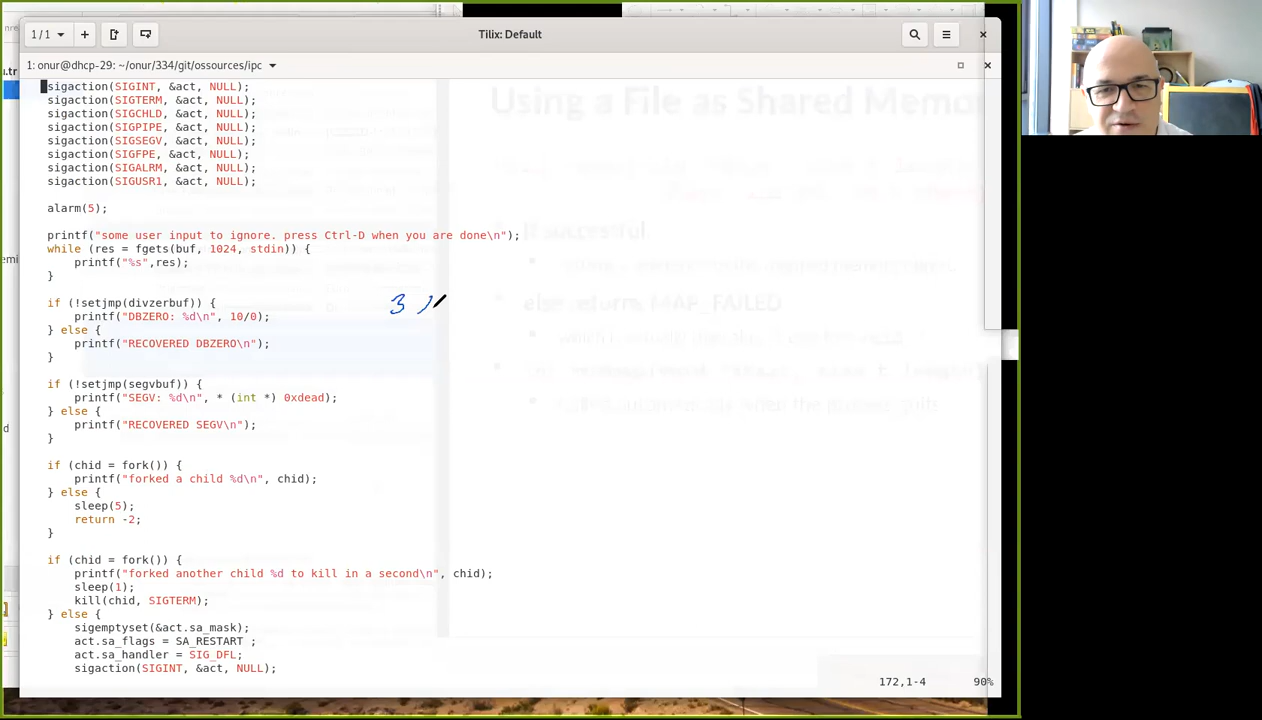 1/1
Tilix: Default
1: onur@dhcp-29: ~/onur/334/git/ossources/ipc
sigaction(SIGINT, &act, NULL);
sigaction(SIGTERM, &act, NULL);
sigaction(SIGCHLD, &act, NULL);
sigaction(SIGPIPE, &act, NULL);
sigaction(SIGSEGV, &act, NULL);
sigaction(SIGFPE, &act, NULL);
sigaction(SIGALRM, &act, NULL);
sigaction(SIGUSR1, &act, NULL);
alarm(5);
printf("some user input to ignore. press Ctrl-D when you are done\n");
while (res = fgets(buf, 1024, stdin)) {
printf("%s",res);
}
if (!setjmp(divzerbuf)) {
printf("DBZERO: %d\n", 10/0);
} else {
printf("RECOVERED DBZERO\n");
}
if (!setjmp(segvbuf)) {
printf("SEGV: %d\n", * (int *) 0xdead);
} else {
printf("RECOVERED SEGV\n");
}
if (chid = fork()) {
printf("forked a child %d\n", chid);
} else {
sleep(5);
return -2;
}
if (chid = fork()) {
printf("forked another child %d to kill in a second\n", chid);
sleep(1);
kill(chid, SIGTERM);
} else {
sigemptyset(&act.sa_mask);
act.sa_flags = SA_RESTART ;
act.sa_handler = SIG_DFL;
sigaction(SIGINT, &act, NULL);
172,1-4 90%
3
Using a File as Shared Memo
If successful
else returns MAP_FAILED